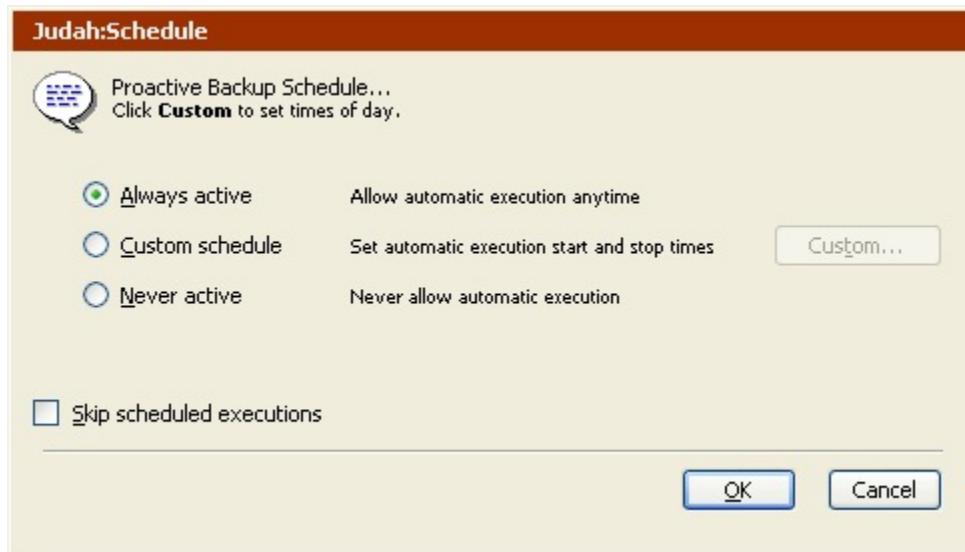 Judah:Schedule
Proactive Backup Schedule...
Click Custom to set times of day.
Always active Allow automatic execution anytime
Custom schedule Set automatic execution start and stop times Custom...
Never active Never allow automatic execution
Skip scheduled executions
OK Cancel